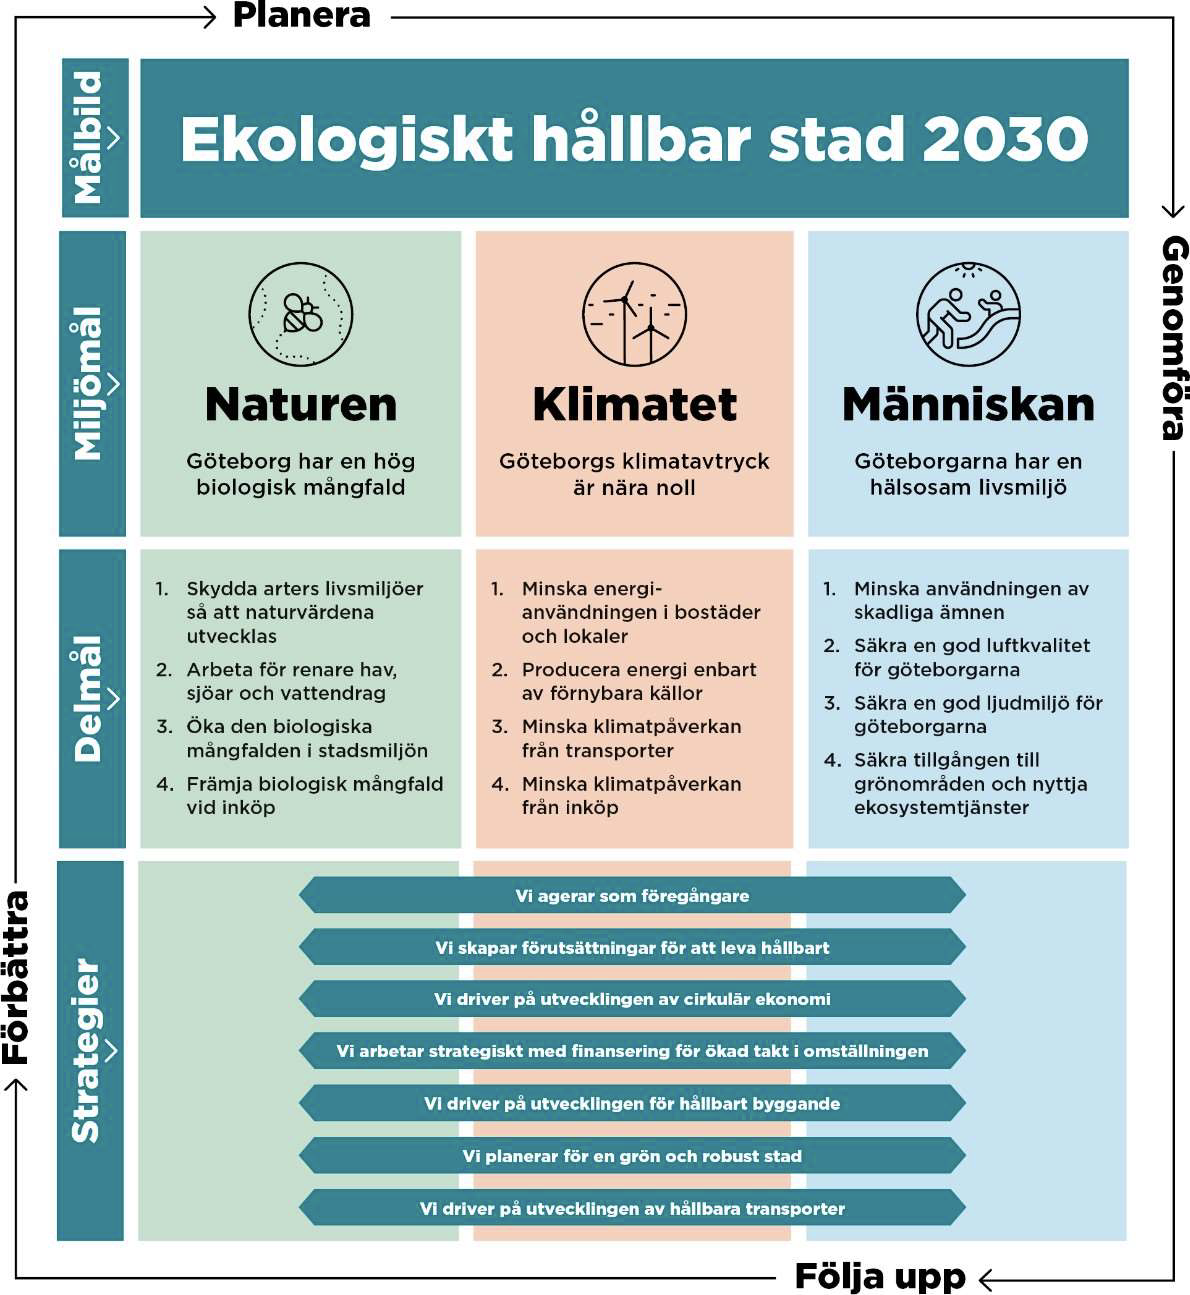 Planera
Målbild
Ekologiskt hållbar stad 2030
Genomföra
Miljömål
Naturen
Göteborg har en hög
biologisk mångfald
Klimatet
Göteborgs klimatavtryck
är nära noll
Människan
Göteborgarna har en
hälsosam livsmiljö
Delmål
1. Skydda arters livsmiljöer
så att naturvärdena
utvecklas
2. Arbeta för renare hav,
sjöar och vattendrag
3. Öka den biologiska
mångfalden i stadsmiljön
4. Främja biologisk mångfald
vid inköp
1. Minska energi-
användningen i bostäder
och lokaler
2. Producera energi enbart
av förnybara källor
3. Minska klimatpåverkan
från transporter
4. Minska klimatpåverkan
från inköp
1. Minska användningen av
skadliga ämnen
2. Säkra en god luftkvalitet
för göteborgarna
3. Säkra en god ljudmiljö för
göteborgarna
4. Säkra tillgången till
grönområden och nyttja
ekosystemtjänster
Förbättra
Strategier
Vi agerar som föregångare
Vi skapar förutsättningar för att leva hållbart
Vi driver på utvecklingen av cirkulär ekonomi
Vi arbetar strategiskt med finansering för ökad takt i omställningen
Vi driver på utvecklingen för hållbart byggande
Vi planerar för en grön och robust stad
Vi driver på utvecklingen av hållbara transporter
Följa upp